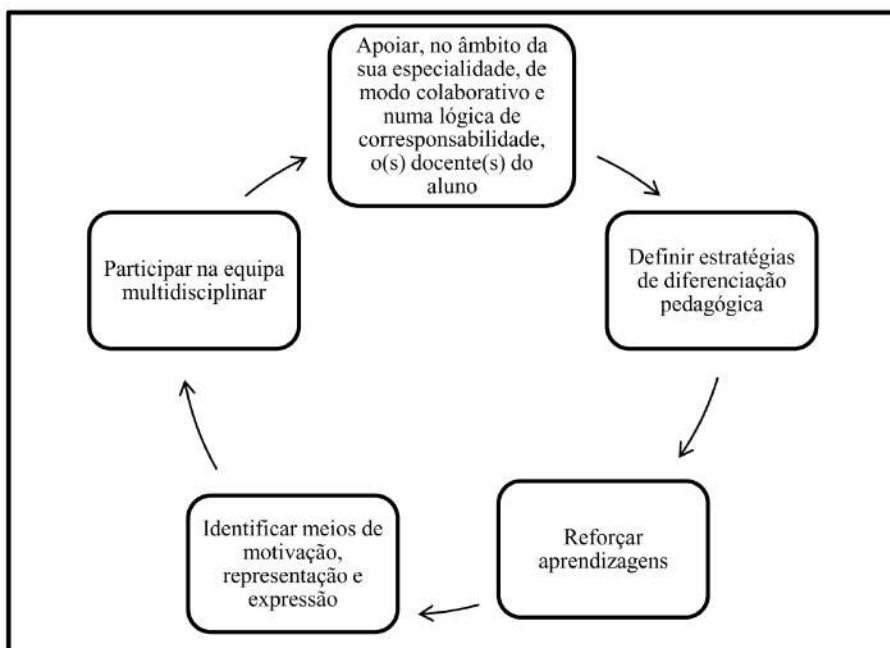 Apoiar, no âmbito da
sua especialidade, de
modo colaborativo e
numa lógica de
corresponsabilidade,
o(s) docente(s) do
aluno
Definir estratégias
de diferenciação
pedagógica
Reforçar
aprendizagens
Identificar meios de
motivação,
representação e
expressão
Participar na equipa
multidisciplinar